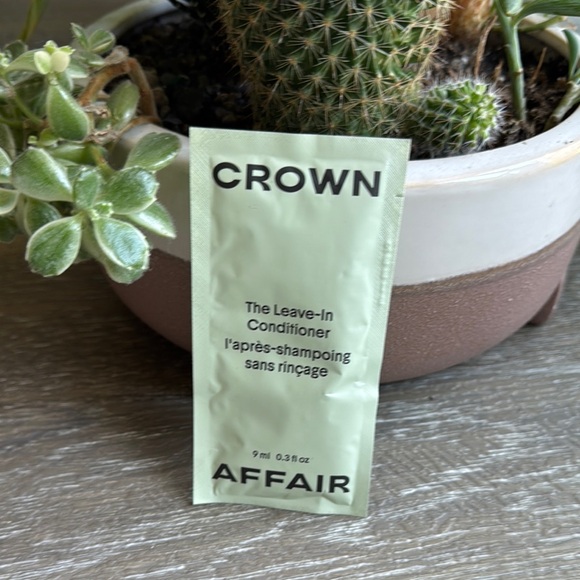 CROWN
The Leave-In
Conditioner
l'après-shampoing
sans rinçage
9 ml 0.3 fl oz
AFFAIR